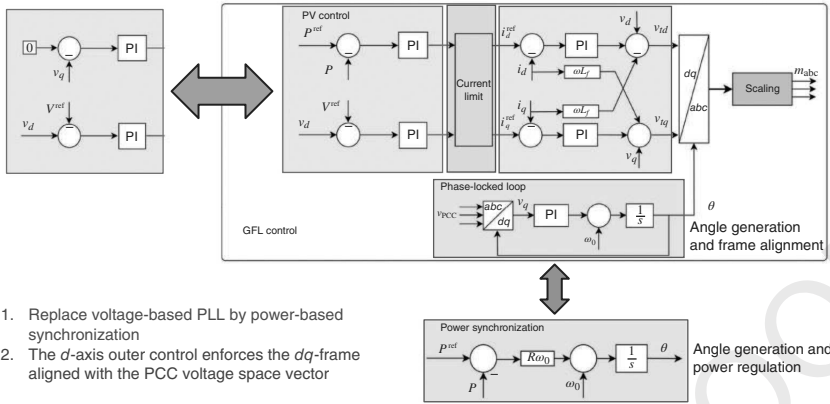 PV control
P^ref
P
PI
V^ref
v_d
PI
Current
limit
i_d^ref
i_d
PI
v_d
v_td
ωL_f
i_q
ωL_f
i_q^ref
PI
v_q
v_tq
dq
abc
Scaling
m_abc
0
v_q
PI
V^ref
v_d
PI
Phase-locked loop
v_PCC
abc
dq
v_q
PI
ω_0
1/s
θ
Angle generation
and frame alignment
GFL control
1. Replace voltage-based PLL by power-based
synchronization
2. The d-axis outer control enforces the dq-frame
aligned with the PCC voltage space vector
Power synchronization
P^ref
P
Rω_0
ω_0
1/s
θ
Angle generation and
power regulation